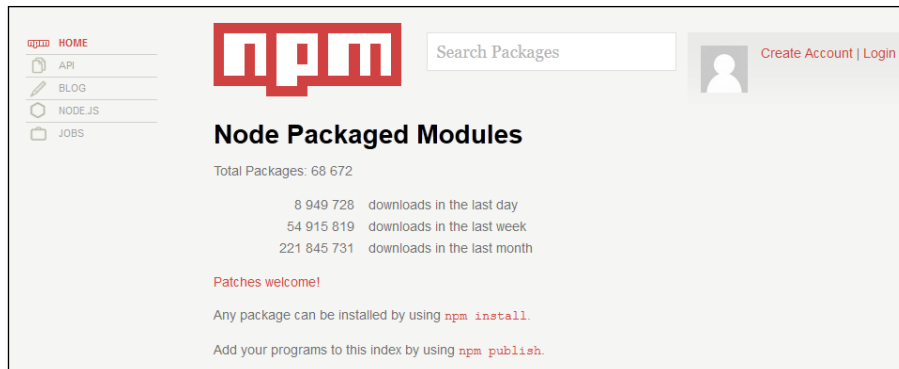 npm HOME
API
BLOG
NODE.JS
JOBS
npm
Search Packages
Create Account | Login
Node Packaged Modules
Total Packages: 68 672
8 949 728 downloads in the last day
54 915 819 downloads in the last week
221 845 731 downloads in the last month
Patches welcome!
Any package can be installed by using npm install.
Add your programs to this index by using npm publish.